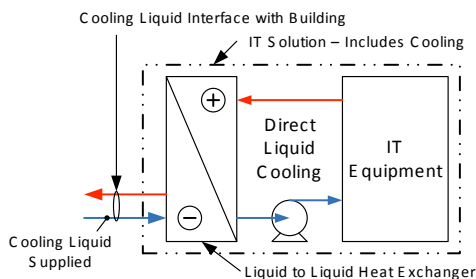 Cooling Liquid Interface with Building
IT Solution – Includes Cooling
+
Direct
Liquid
Cooling
IT
Equipment
−
Cooling Liquid
Supplied
Liquid to Liquid Heat Exchanger